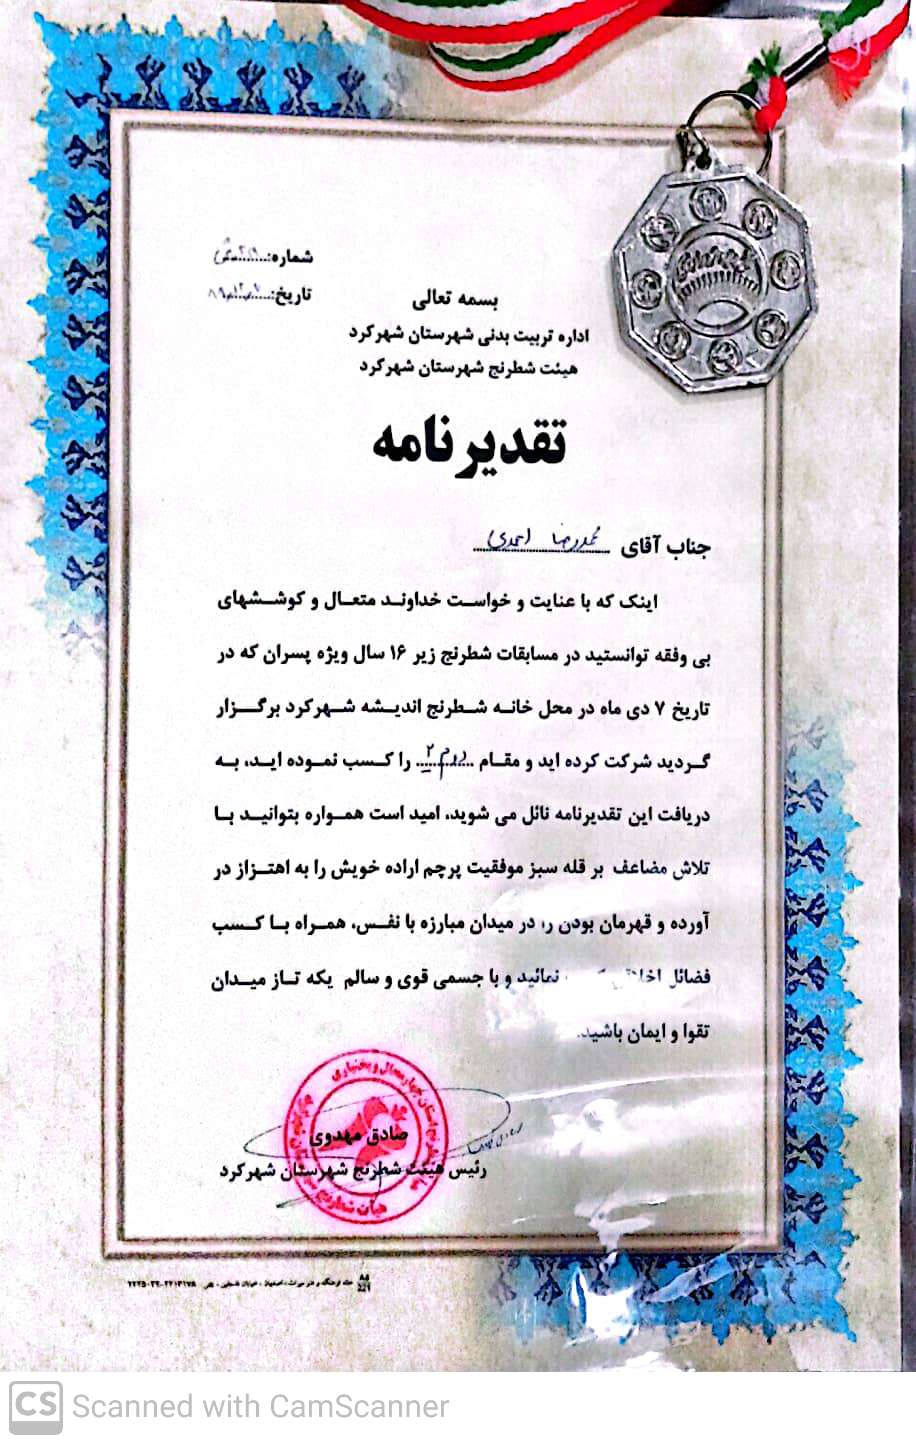 شماره:
تاریخ: ۸۹/۱۲/۷
بسمه تعالی
اداره تربیت بدنی شهرستان شهرکرد
هیئت شطرنج شهرستان شهرکرد
تقدیرنامه
جناب آقای محمدرضا احمدی
اینک که با عنایت و خواست خداوند متعال و کوششهای
بی وقفه توانستید در مسابقات شطرنج زیر ۱۶ سال ویژه پسران که در
تاریخ ۷ دی ماه در محل خانه شطرنج اندیشه شهرکرد برگزار
گردید شرکت کرده اید و مقام دوم ۲ را کسب نموده اید، به
دریافت این تقدیرنامه نائل می شوید، امید است همواره بتوانید با
تلاش مضاعف بر قله سبز موفقیت پرچم اراده خویش را به اهتزاز در
آورده و قهرمان بودن را در میدان مبارزه با نفس، همراه با کسب
فضائل نمائید و با جسمی قوی و سالم یکه تاز میدان
تقوا و ایمان باشید.
صادق مهدوی
رئیس هیئت شطرنج شهرستان شهرکرد
CS Scanned with CamScanner